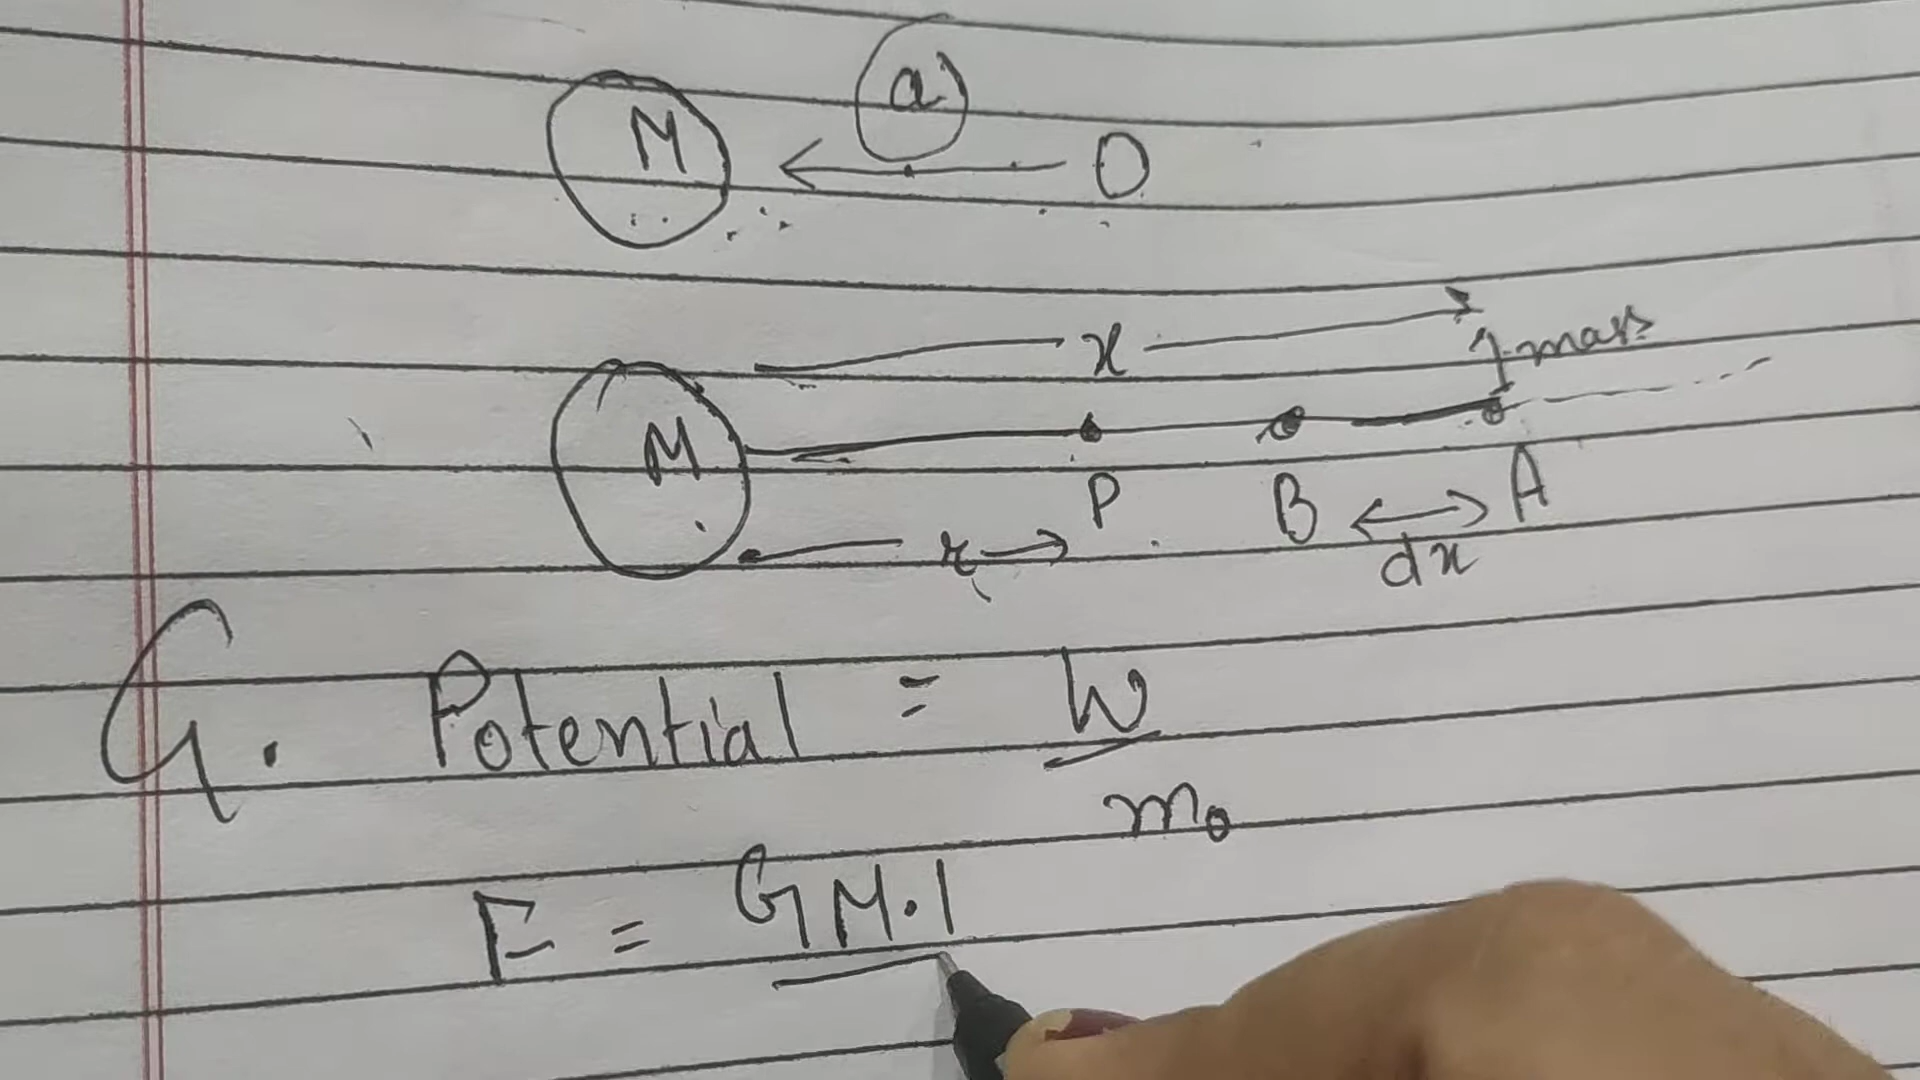 a
M O
x
1-mass
M
P B A
r dx
G. Potential = W
m0
F = GM.1